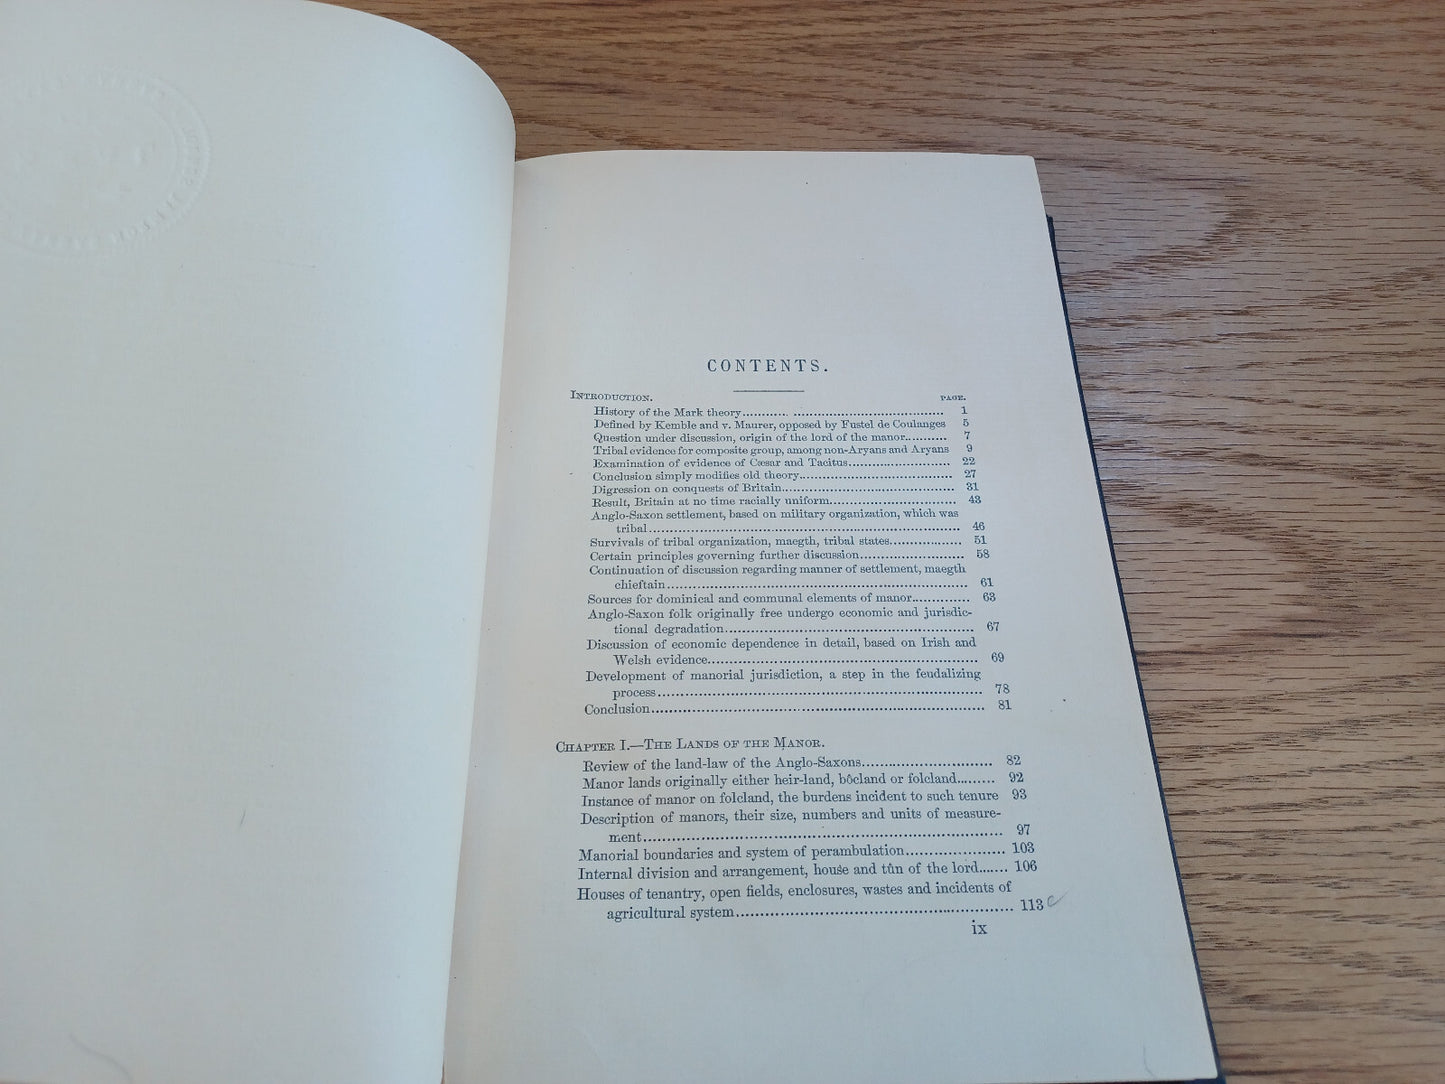 CONTENTS.
INTRODUCTION. PAGE.
History of the Mark theory........... ........................................ 1
Defined by Kemble and v. Maurer, opposed by Fustel de Coulanges 5
Question under discussion, origin of the lord of the manor........... 7
Tribal evidence for composite group, among non-Aryans and Aryans 9
Examination of evidence of Cæsar and Tacitus........................... 22
Conclusion simply modifies old theory........................................ 27
Digression on conquests of Britain............................................. 31
Result, Britain at no time racially uniform.................................. 43
Anglo-Saxon settlement, based on military organization, which was
tribal.............................................................................. 46
Survivals of tribal organization, maegth, tribal states.................. 51
Certain principles governing further discussion........................... 58
Continuation of discussion regarding manner of settlement, maegth
chieftain........................................................................... 61
Sources for dominical and communal elements of manor.............. 63
Anglo-Saxon folk originally free undergo economic and jurisdic-
tional degradation............................................................... 67
Discussion of economic dependence in detail, based on Irish and
Welsh evidence.................................................................. 69
Development of manorial jurisdiction, a step in the feudalizing
process.............................................................................. 78
Conclusion............................................................................ 81
CHAPTER I.—THE LANDS OF THE MANOR.
Review of the land-law of the Anglo-Saxons............................... 82
Manor lands originally either heir-land, bôcland or folcland......... 92
Instance of manor on folcland, the burdens incident to such tenure 93
Description of manors, their size, numbers and units of measure-
ment................................................................................. 97
Manorial boundaries and system of perambulation...................... 103
Internal division and arrangement, house and tûn of the lord....... 106
Houses of tenantry, open fields, enclosures, wastes and incidents of
agricultural system............................................................ 113
ix